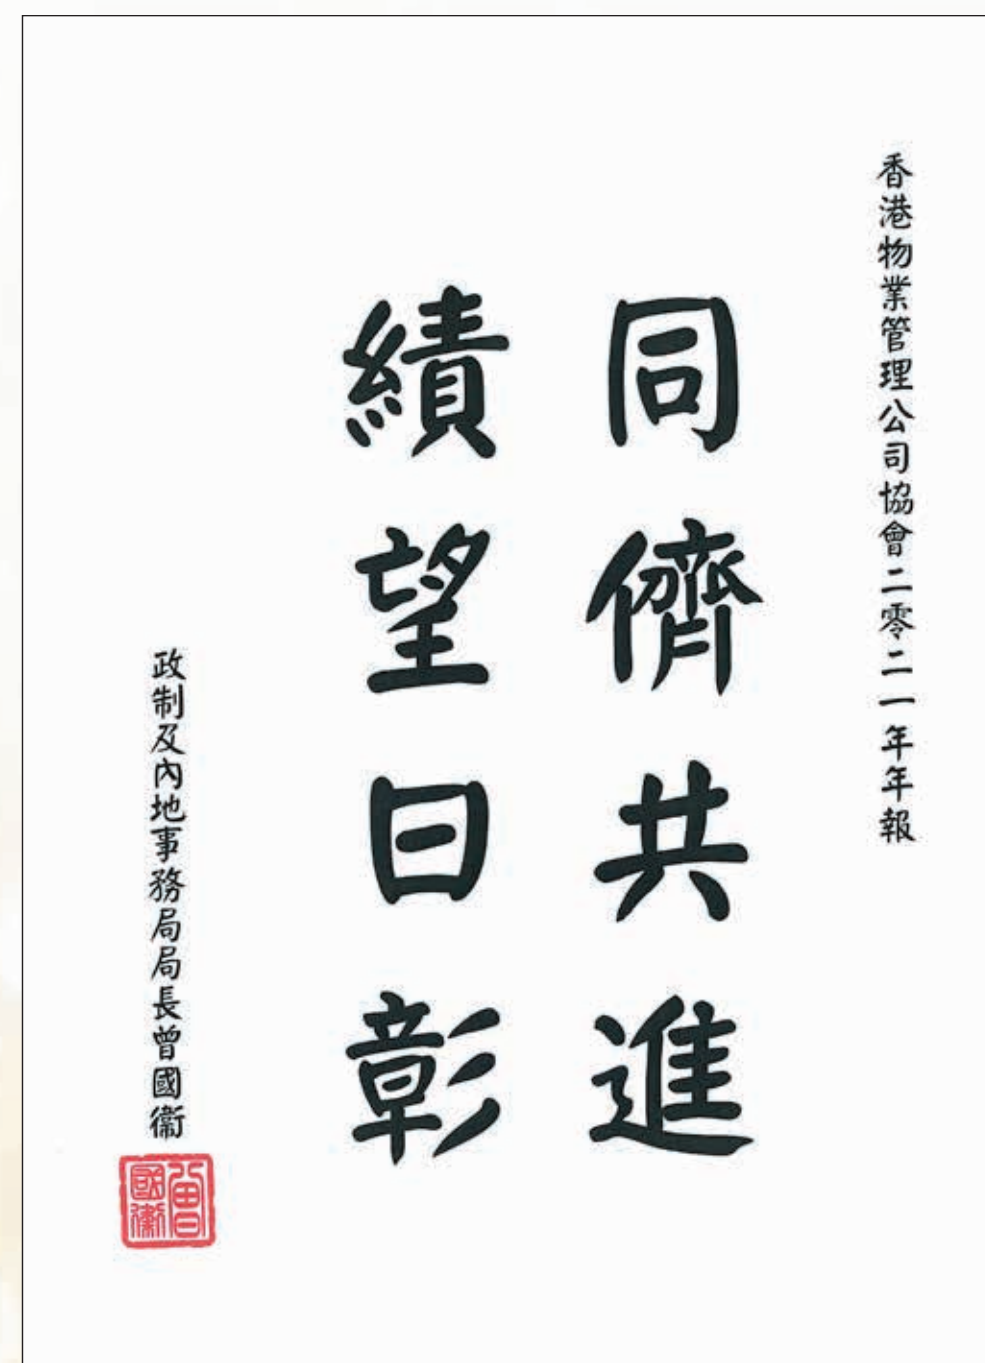 香港物業管理公司協會二零二一年年報
同儕共進
績望日彰
政制及內地事務局局長曾國衞
曾國衞